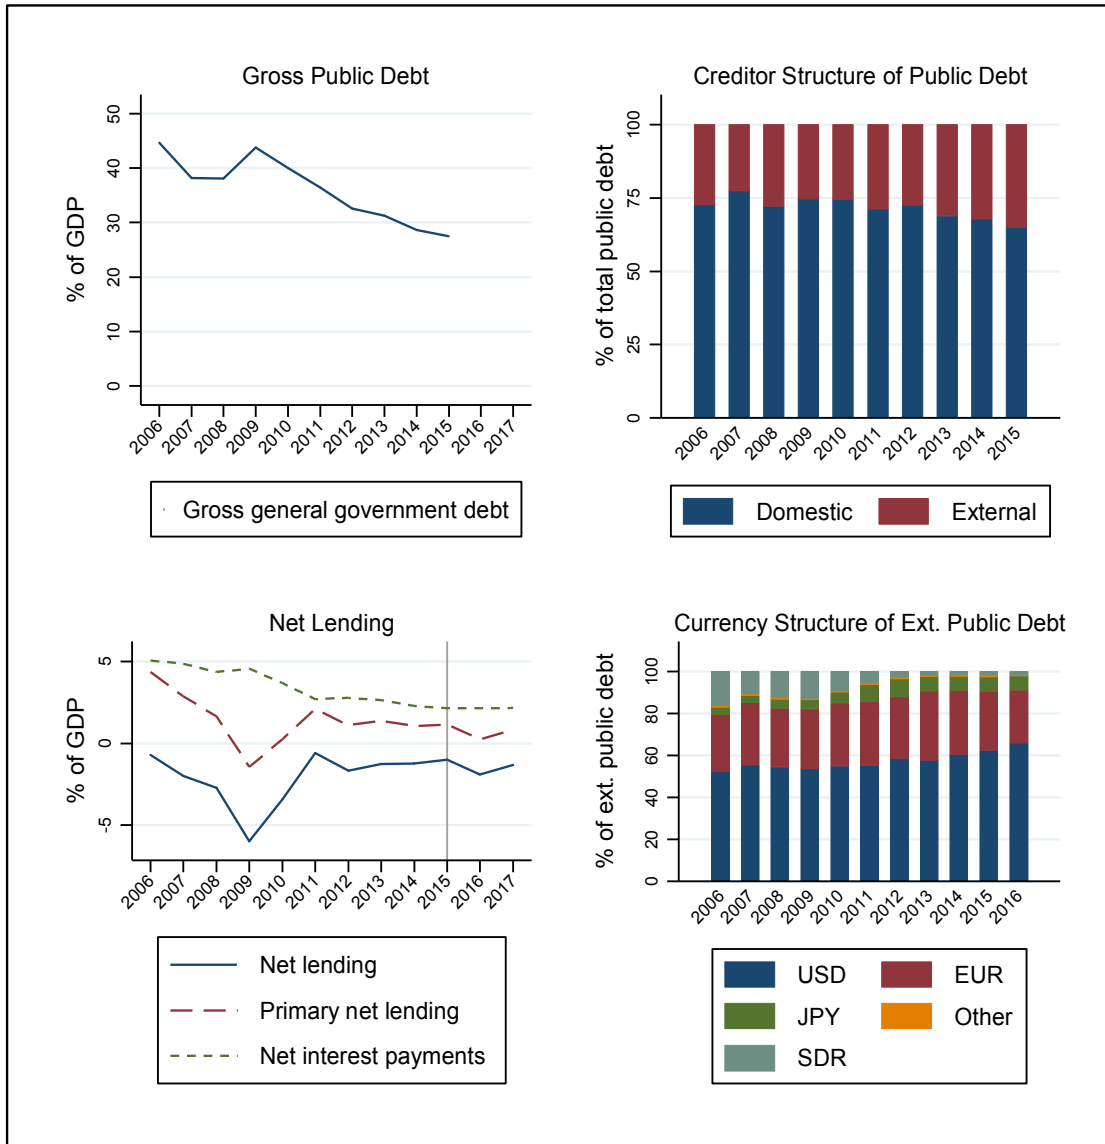 Gross Public Debt
% of GDP
50
40
30
20
10
0
2006 2007 2008 2009 2010 2011 2012 2013 2014 2015 2016 2017
Gross general government debt
Creditor Structure of Public Debt
% of total public debt
100
75
50
25
0
2006 2007 2008 2009 2010 2011 2012 2013 2014 2015
Domestic External
Net Lending
% of GDP
5
0
-5
2006 2007 2008 2009 2010 2011 2012 2013 2014 2015 2016 2017
Net lending
Primary net lending
Net interest payments
Currency Structure of Ext. Public Debt
% of ext. public debt
100
80
60
40
20
0
2006 2007 2008 2009 2010 2011 2012 2013 2014 2015 2016
USD EUR
JPY Other
SDR